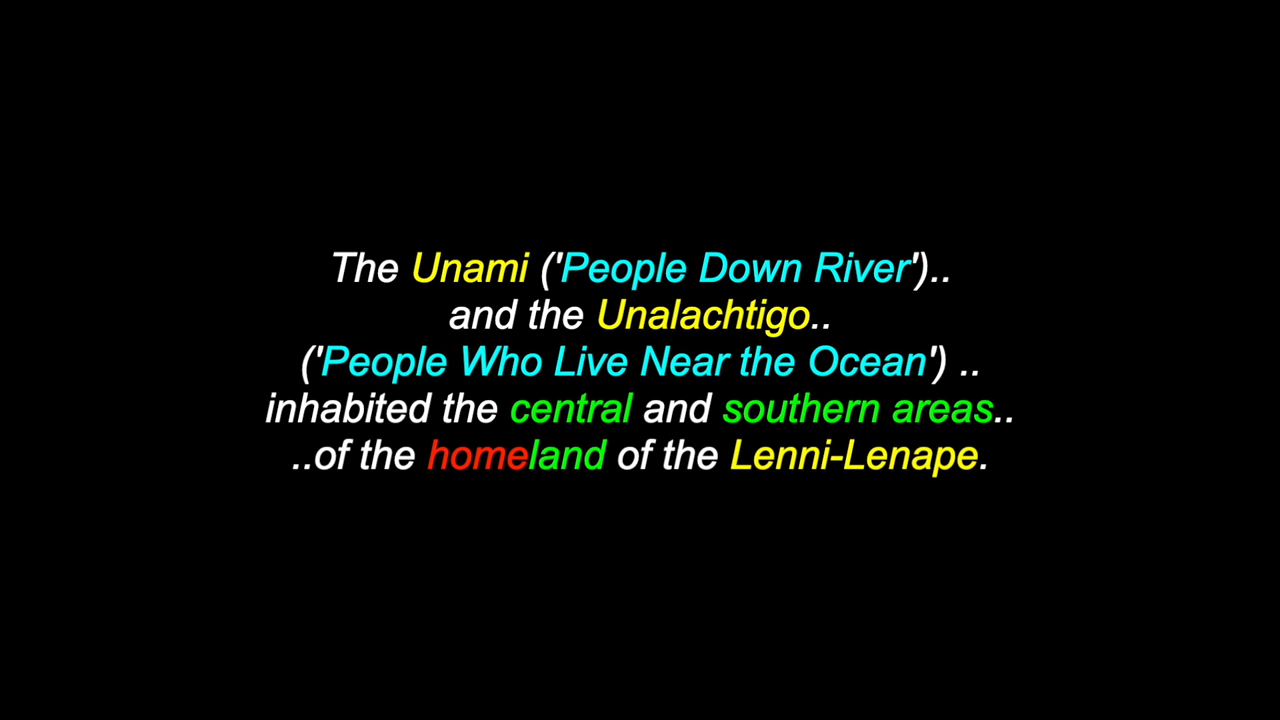 The Unami ('People Down River')..
and the Unalachtigo..
('People Who Live Near the Ocean') ..
inhabited the central and southern areas..
..of the homeland of the Lenni-Lenape.